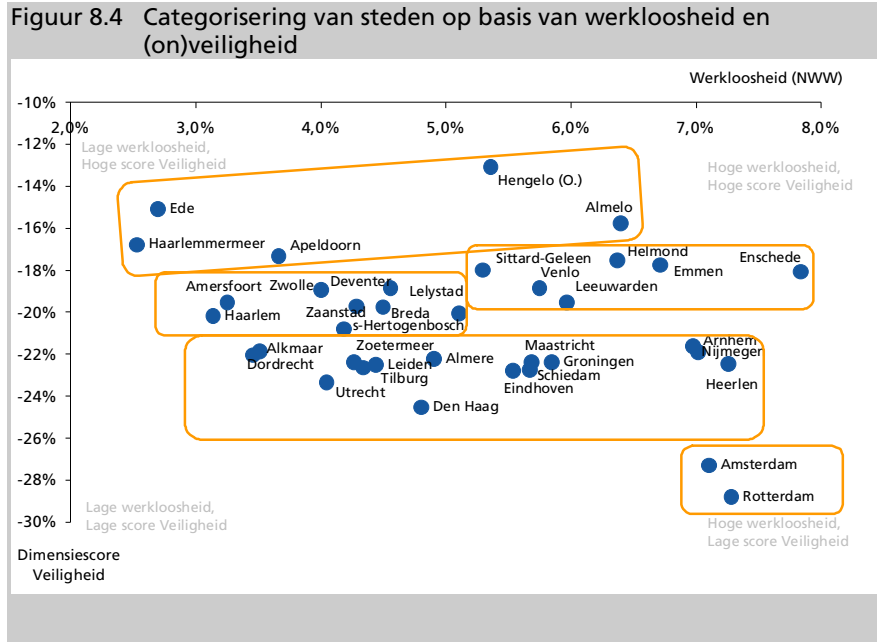 Figuur 8.4 Categorisering van steden op basis van werkloosheid en
(on)veiligheid
Werkloosheid (NWW)
-10%
2,0%
3,0%
4,0%
5,0%
6,0%
7,0%
8,0%
-12%
Lage werkloosheid,
Hoge score Veiligheid
Hoge werkloosheid,
Hoge score Veiligheid
-14%
Hengelo (O.)
Ede
Almelo
-16%
Haarlemmermeer
Apeldoorn
-18%
Sittard-Geleen
Helmond
Enschede
Venlo
Emmen
Amersfoort
Zwolle
Deventer
Lelystad
Leeuwarden
-20%
Haarlem
Zaanstad
Breda
s-Hertogenbosch
-22%
Alkmaar
Dordrecht
Zoetermeer
Leiden
Tilburg
Almere
Maastricht
Groningen
Schiedam
Eindhoven
Arnhem
Nijmeger
Heerlen
Utrecht
-24%
Den Haag
-26%
Amsterdam
-28%
Rotterdam
Lage werkloosheid,
Lage score Veiligheid
-30%
Hoge werkloosheid,
Lage score Veiligheid
Dimensiescore
Veiligheid